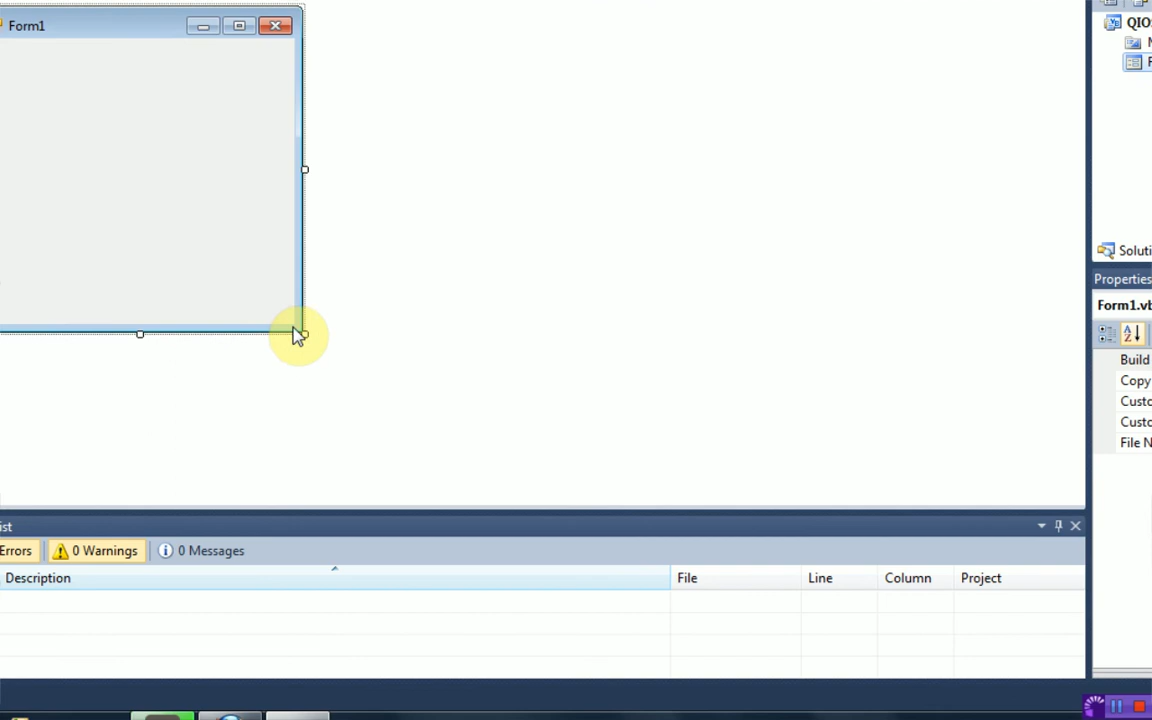 Form1
QIO
Soluti
Properties
Form1.vb
Build
Copy
Custo
Custo
File N
ist
Errors 0 Warnings 0 Messages
Description File Line Column Project